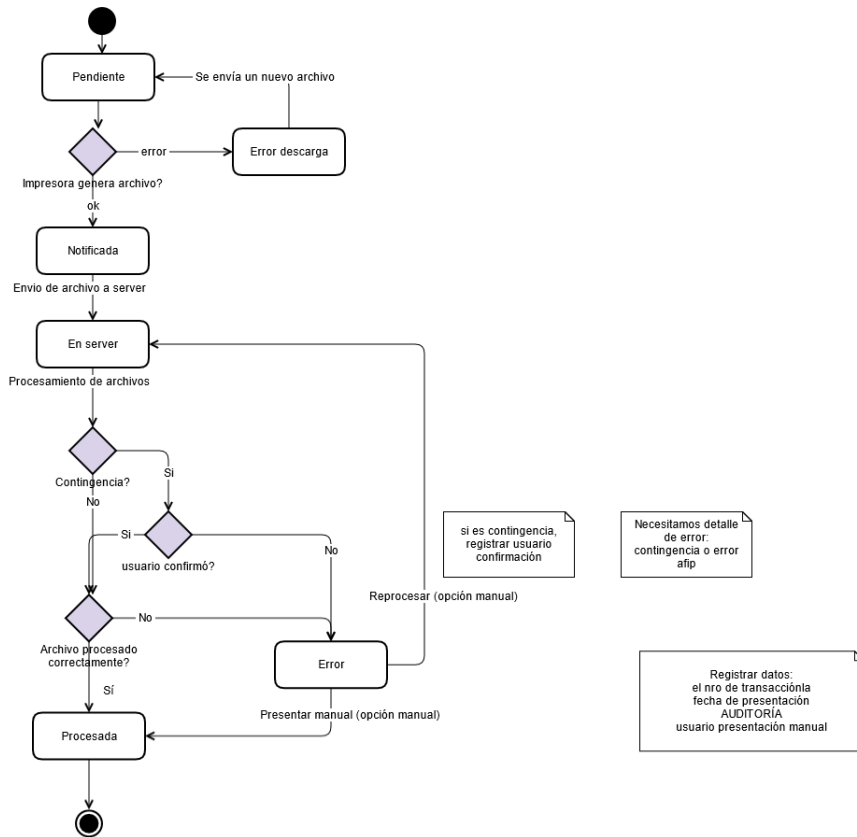 Pendiente
Se envía un nuevo archivo
error
Error descarga
Impresora genera archivo?
ok
Notificada
Envio de archivo a server
En server
Procesamiento de archivos
Contingencia?
Si
No
Si
usuario confirmó?
No
si es contingencia,
registrar usuario
confirmación
Necesitamos detalle
de error:
contingencia o error
afip
Reprocesar (opción manual)
No
Archivo procesado
correctamente?
Error
Sí
Presentar manual (opción manual)
Procesada
Registrar datos:
el nro de transacciónla
fecha de presentación
AUDITORÍA
usuario presentación manual